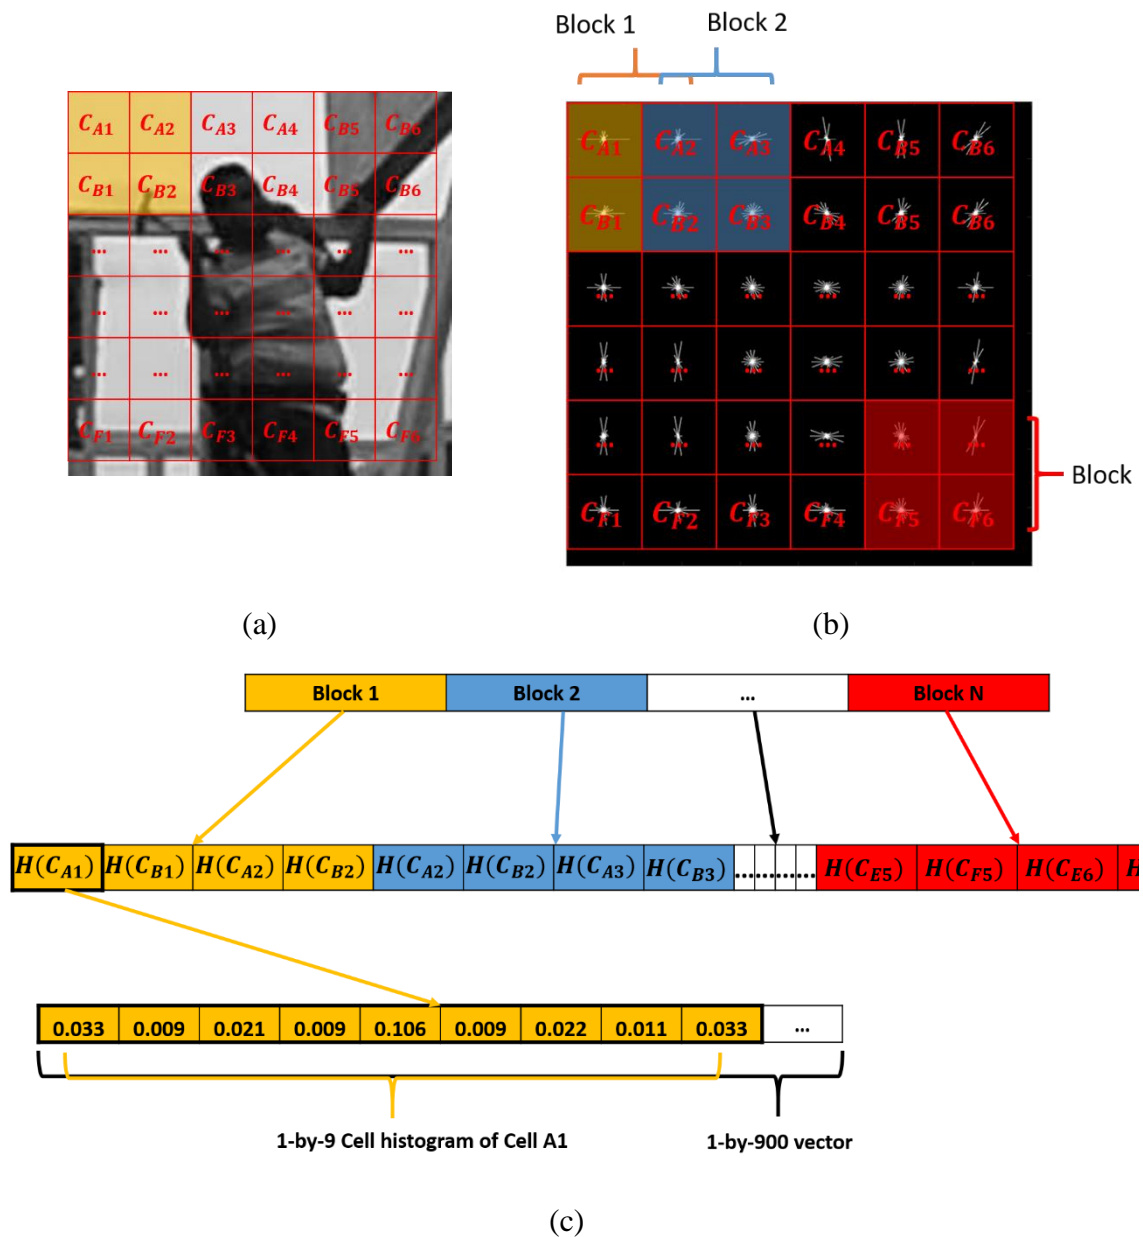 Block 1 Block 2
C_A1 C_A2 C_A3 C_A4 C_B5 C_B6
C_B1 C_B2 C_B3 C_B4 C_B5 C_B6
... ... ... ... ... ...
... ... ... ... ... ...
... ... ... ... ... ...
C_F1 C_F2 C_F3 C_F4 C_F5 C_F6
C_A1 C_A2 C_A3 C_A4 C_B5 C_B6
C_B1 C_B2 C_B3 C_B4 C_B5 C_B6
... ... ... ... ... ...
... ... ... ... ... ...
... ... ... ... ... ...
C_F1 C_F2 C_F3 C_F4 C_F5 C_F6
Block
(a) (b)
Block 1 Block 2 ... Block N
H(C_A1) H(C_B1) H(C_A2) H(C_B2) H(C_A2) H(C_B2) H(C_A3) H(C_B3) ... ... ... ... H(C_E5) H(C_F5) H(C_E6)
0.033 0.009 0.021 0.009 0.106 0.009 0.022 0.011 0.033 ...
1-by-9 Cell histogram of Cell A1 1-by-900 vector
(c)